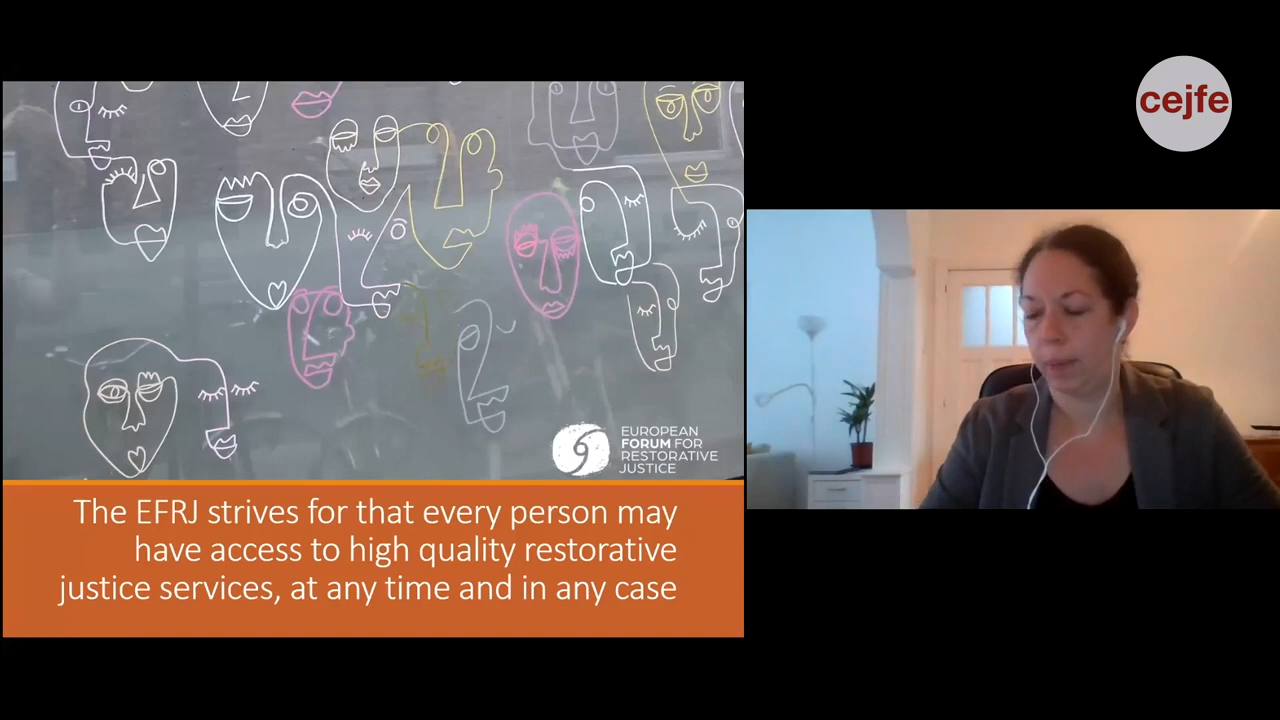 cejfe
EUROPEAN
FORUM FOR
RESTORATIVE
JUSTICE
The EFRJ strives for that every person may
have access to high quality restorative
justice services, at any time and in any case